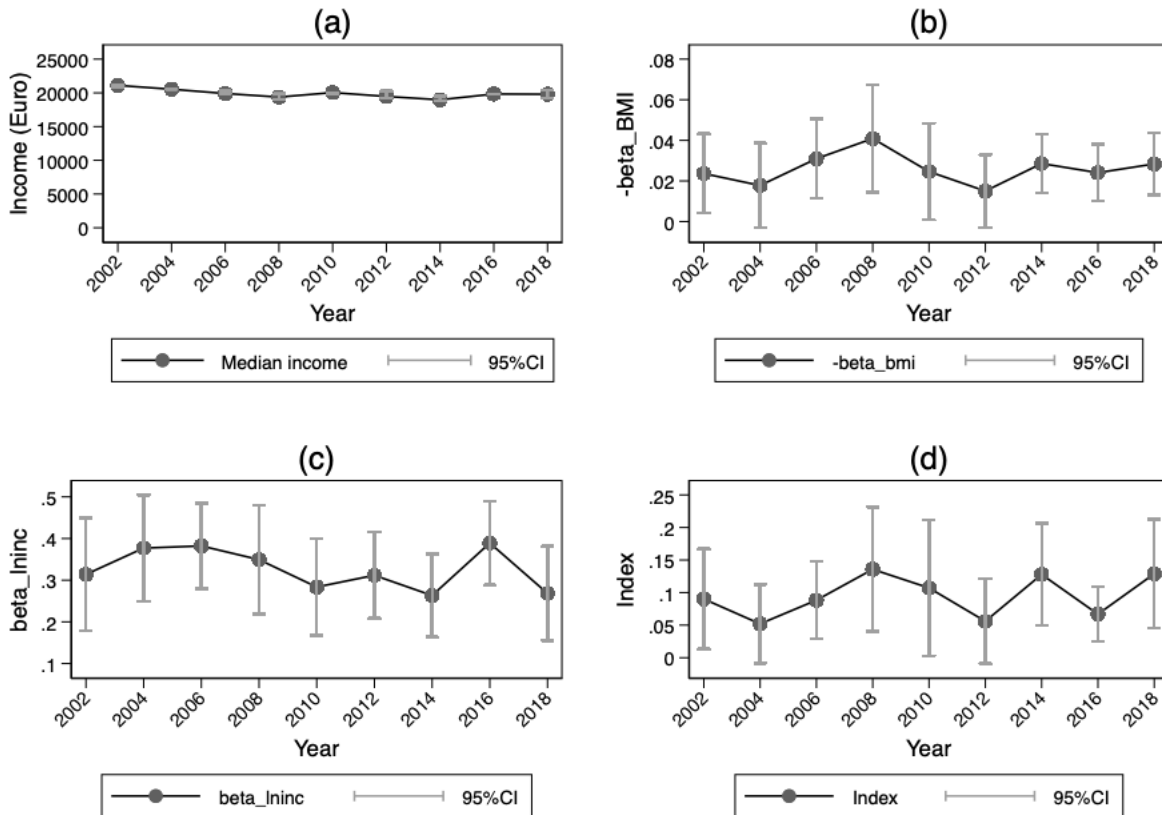 (a)
Income (Euro)
25000
20000
15000
10000
5000
0
2002 2004 2006 2008 2010 2012 2014 2016 2018
Year
Median income 95%CI
(b)
-beta_BMI
.08
.06
.04
.02
0
2002 2004 2006 2008 2010 2012 2014 2016 2018
Year
-beta_bmi 95%CI
(c)
beta_lninc
.5
.4
.3
.2
.1
2002 2004 2006 2008 2010 2012 2014 2016 2018
Year
beta_lninc 95%CI
(d)
Index
.25
.2
.15
.1
.05
0
2002 2004 2006 2008 2010 2012 2014 2016 2018
Year
Index 95%CI